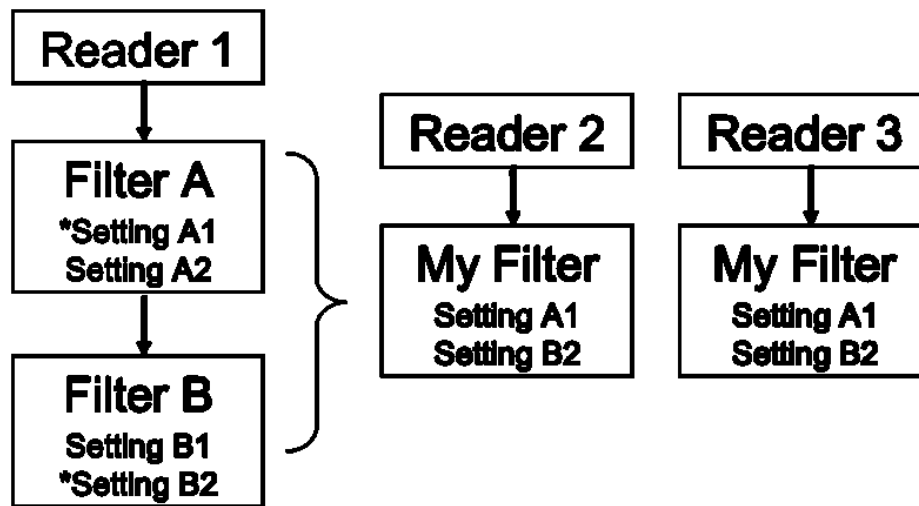 Reader 1
Filter A
*Setting A1
Setting A2
Filter B
Setting B1
*Setting B2
Reader 2
My Filter
Setting A1
Setting B2
Reader 3
My Filter
Setting A1
Setting B2